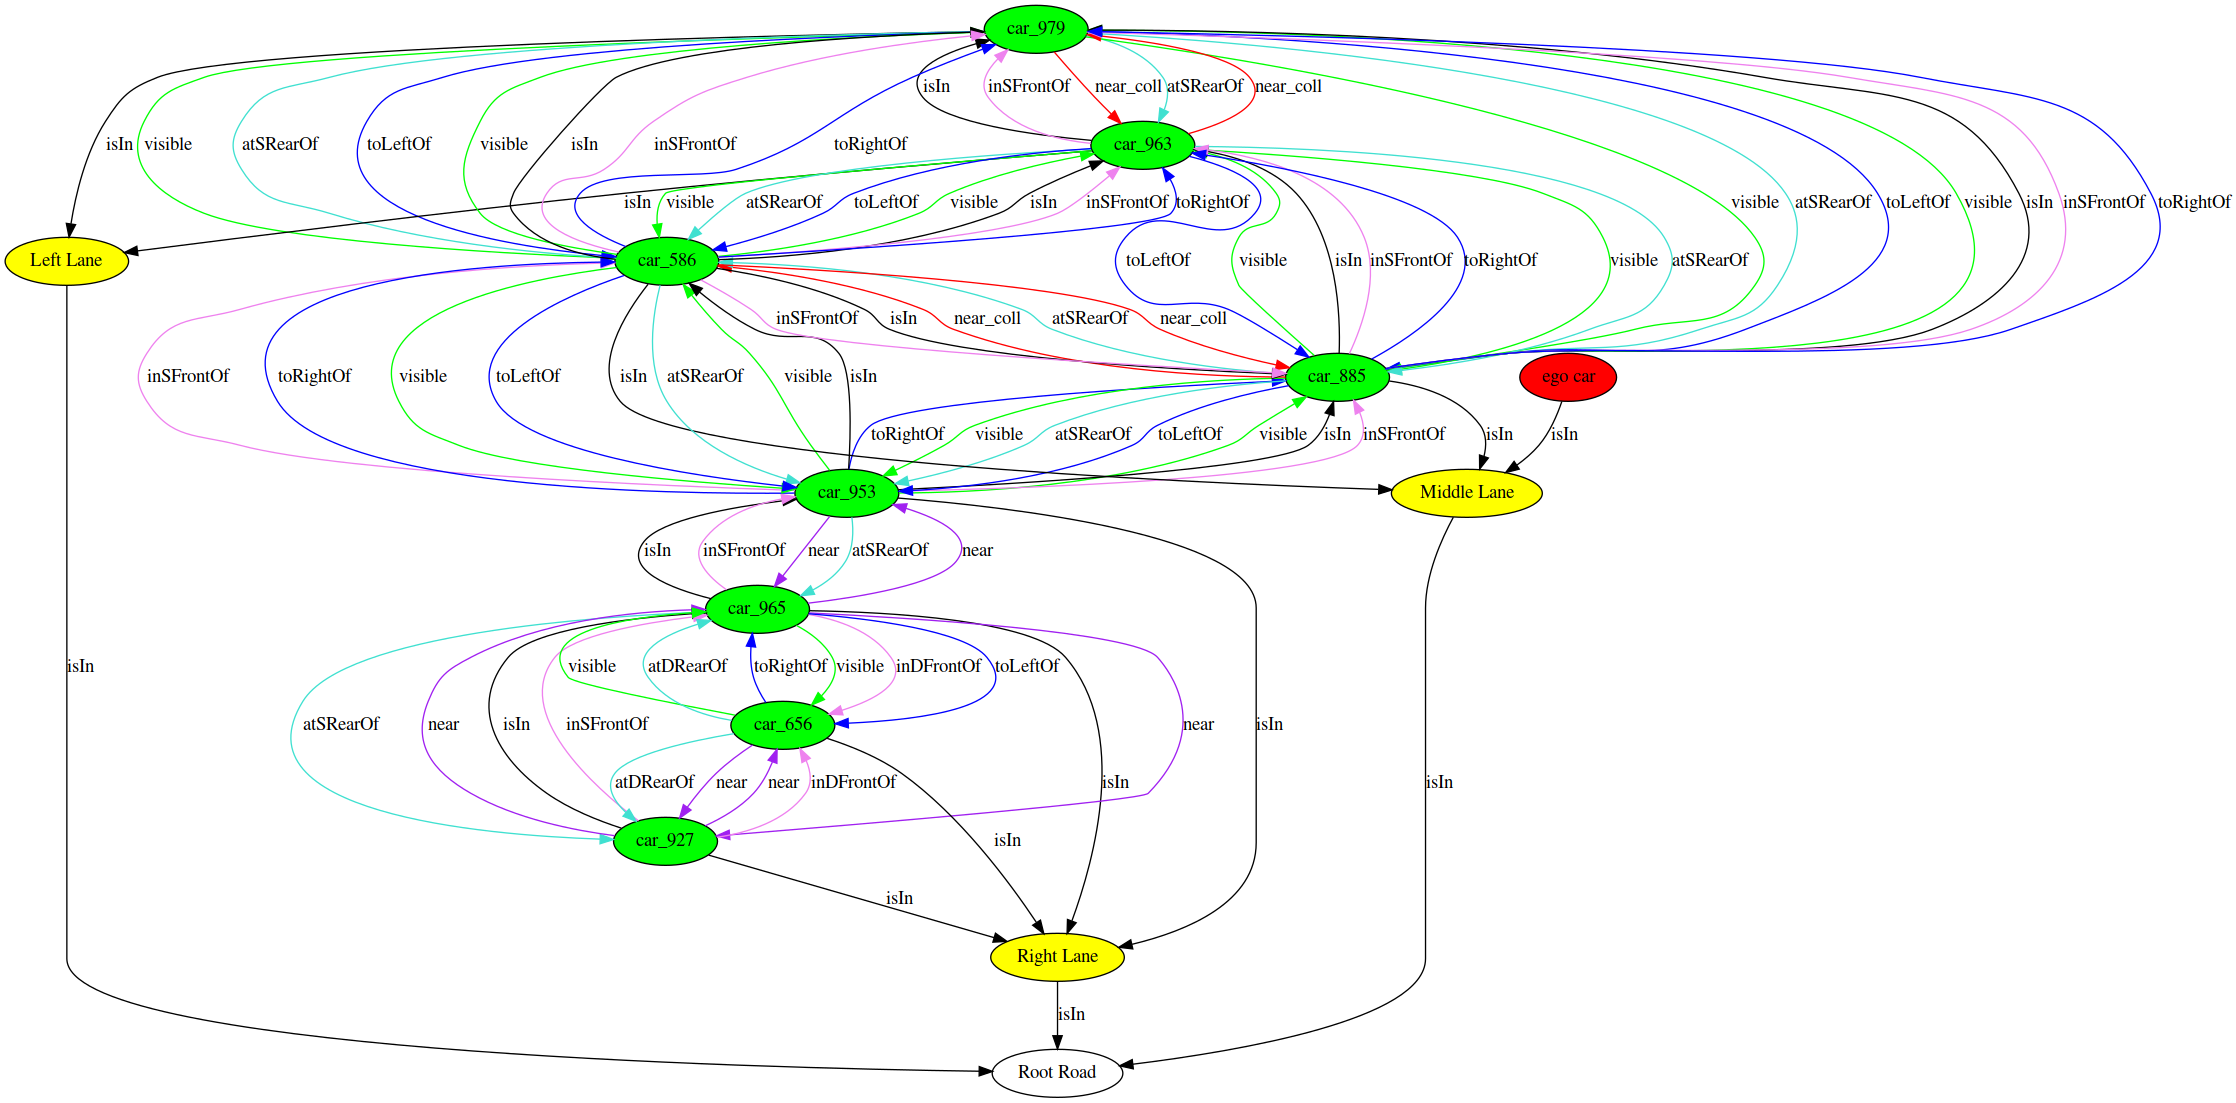 car_979
isIn inSFrontOf near_coll atSRearOf near_coll
isIn visible atSRearOf toLeftOf visible isIn inSFrontOf toRightOf car_963
isIn visible atSRearOf toLeftOf visible isIn inSFrontOf toRightOf visible atSRearOf toLeftOf visible isIn inSFrontOf toRightOf
Left Lane car_586 toLeftOf visible isIn inSFrontOf toRightOf visible atSRearOf
inSFrontOf isIn near_coll atSRearOf near_coll
inSFrontOf toRightOf visible toLeftOf isIn atSRearOf visible isIn car_885 ego car
toRightOf visible atSRearOf toLeftOf visible isIn inSFrontOf isIn isIn
car_953 Middle Lane
isIn inSFrontOf near atSRearOf near
car_965
isIn visible atDRearOf toRightOf visible inDFrontOf toLeftOf
atSRearOf near isIn inSFrontOf car_656 near isIn
atDRearOf near near inDFrontOf isIn isIn
car_927 isIn
isIn
Right Lane
isIn
Root Road